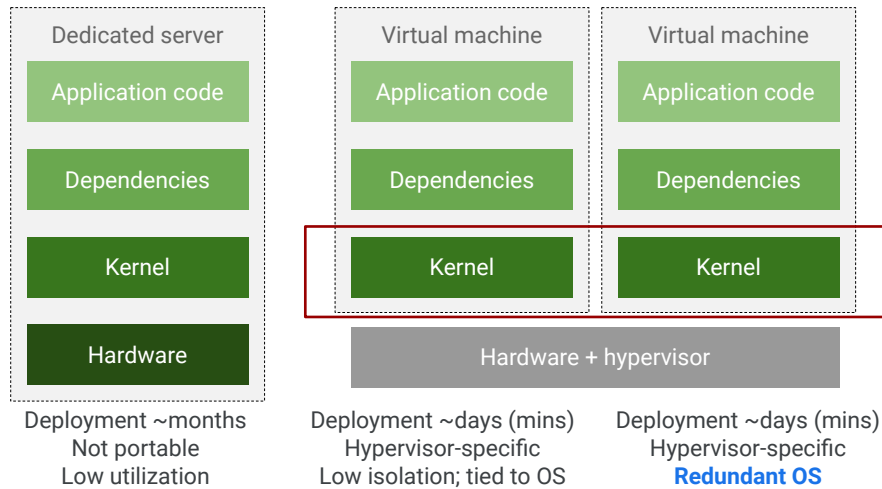 Dedicated server
Application code
Dependencies
Kernel
Hardware
Deployment ~months
Not portable
Low utilization
Virtual machine
Application code
Dependencies
Kernel
Virtual machine
Application code
Dependencies
Kernel
Hardware + hypervisor
Deployment ~days (mins)
Hypervisor-specific
Low isolation; tied to OS
Deployment ~days (mins)
Hypervisor-specific
Redundant OS